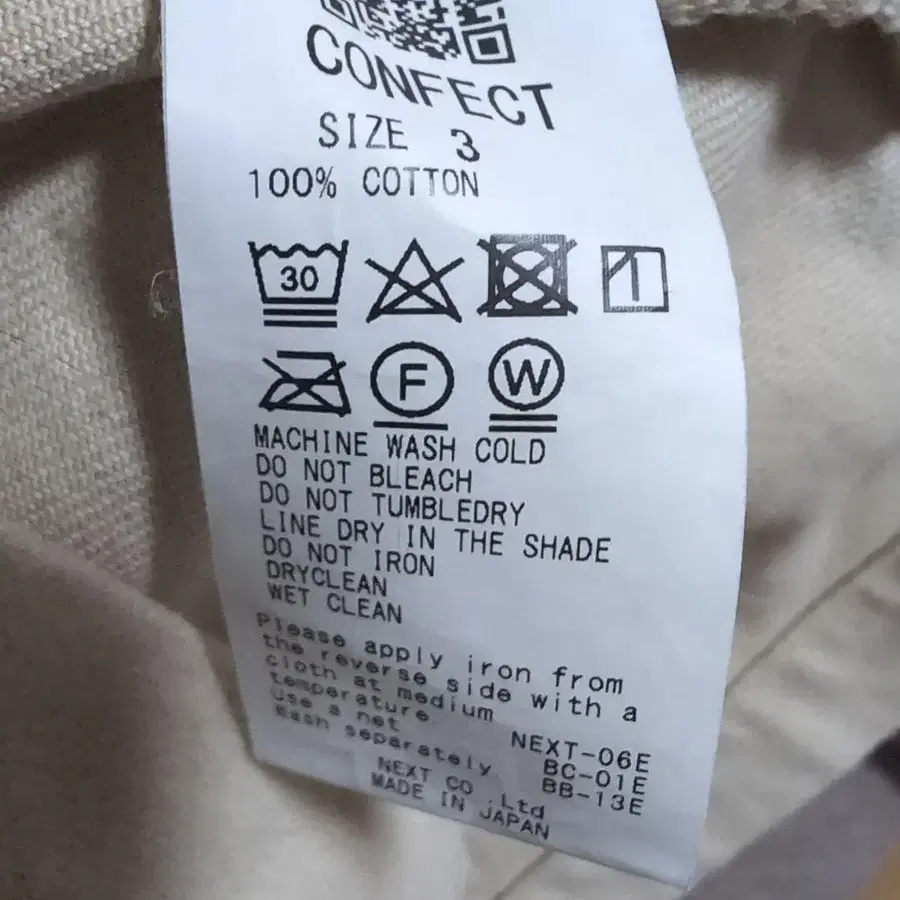 CONFECT
SIZE 3
100% COTTON
30
F W
MACHINE WASH COLD
DO NOT BLEACH
DO NOT TUMBLEDRY
LINE DRY IN THE SHADE
DO NOT IRON
DRYCLEAN
WET CLEAN
Please apply iron from
the reverse side with a
cloth at medium
temperature
Use a net
Wash separately
NEXT-06E
BC-01E
BB-13E
NEXT CO.,Ltd
MADE IN JAPAN